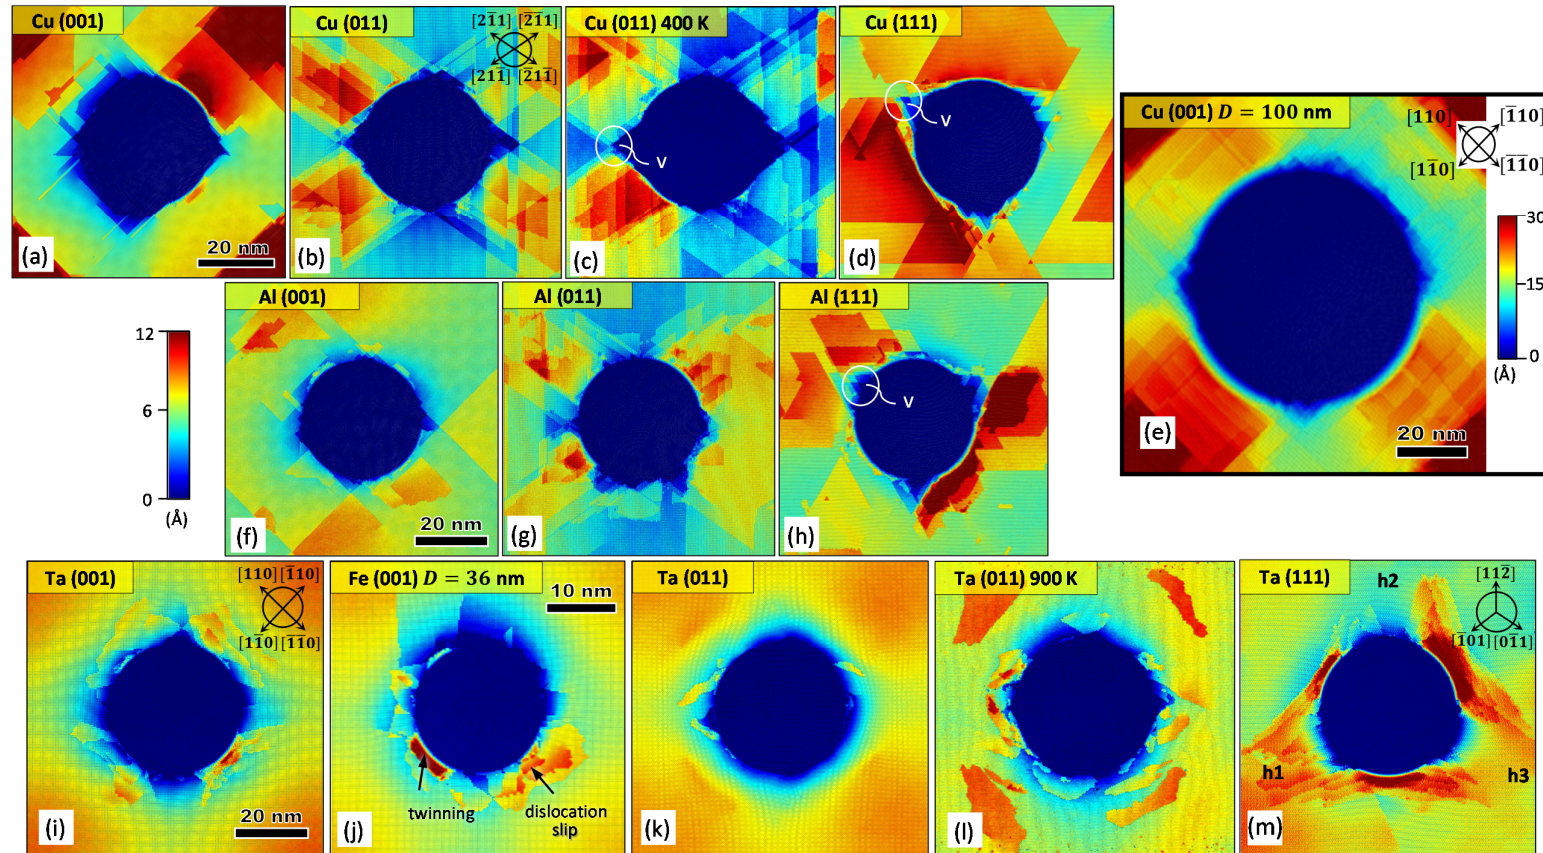 Cu (001)
(a)
20 nm
Cu (011)
[21̄1] [2̄1̄1]
[211̄] [2̄11̄]
(b)
Cu (011) 400 K
V
(c)
Cu (111)
V
(d)
Cu (001) D = 100 nm
[110] [1̄10]
[11̄0] [1̄1̄0]
30
15
0
(Å)
20 nm
(e)
12
6
0
(Å)
Al (001)
(f)
20 nm
Al (011)
(g)
Al (111)
V
(h)
Ta (001)
[110] [1̄10]
[11̄0] [1̄1̄0]
(i)
20 nm
Fe (001) D = 36 nm
10 nm
twinning
dislocation
slip
(j)
Ta (011)
(k)
Ta (011) 900 K
(l)
Ta (111)
h2
[112̄]
[1̄01] [01̄1]
h1
h3
(m)